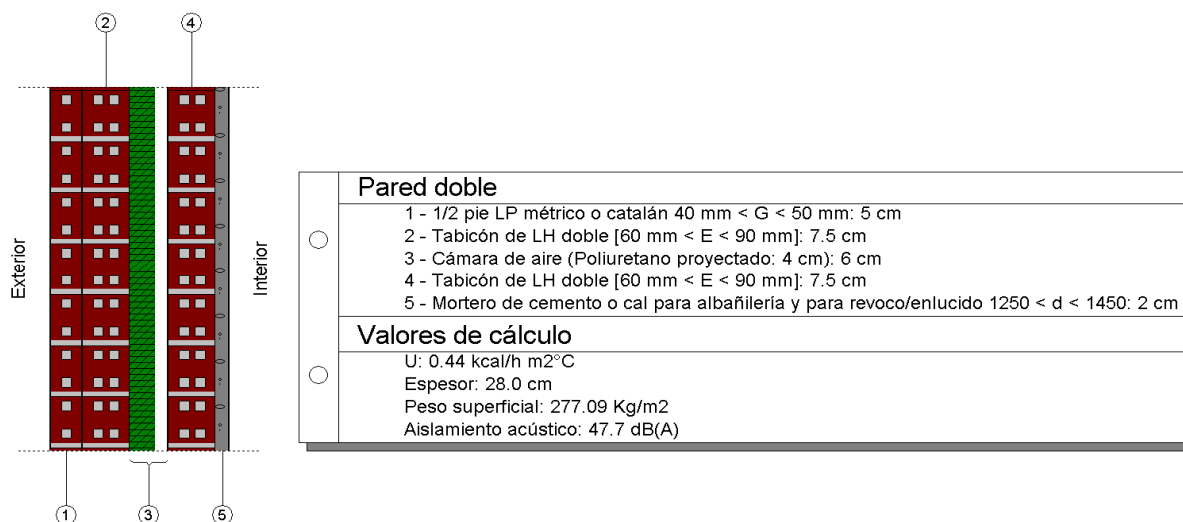 2
4
Exterior
Interior
1
3
5
Pared doble
1 - 1/2 pie LP métrico o catalán 40 mm < G < 50 mm: 5 cm
2 - Tabicón de LH doble [60 mm < E < 90 mm]: 7.5 cm
3 - Cámara de aire (Poliuretano proyectado: 4 cm): 6 cm
4 - Tabicón de LH doble [60 mm < E < 90 mm]: 7.5 cm
5 - Mortero de cemento o cal para albañilería y para revoco/enlucido 1250 < d < 1450: 2 cm
Valores de cálculo
U: 0.44 kcal/h m2°C
Espesor: 28.0 cm
Peso superficial: 277.09 Kg/m2
Aislamiento acústico: 47.7 dB(A)